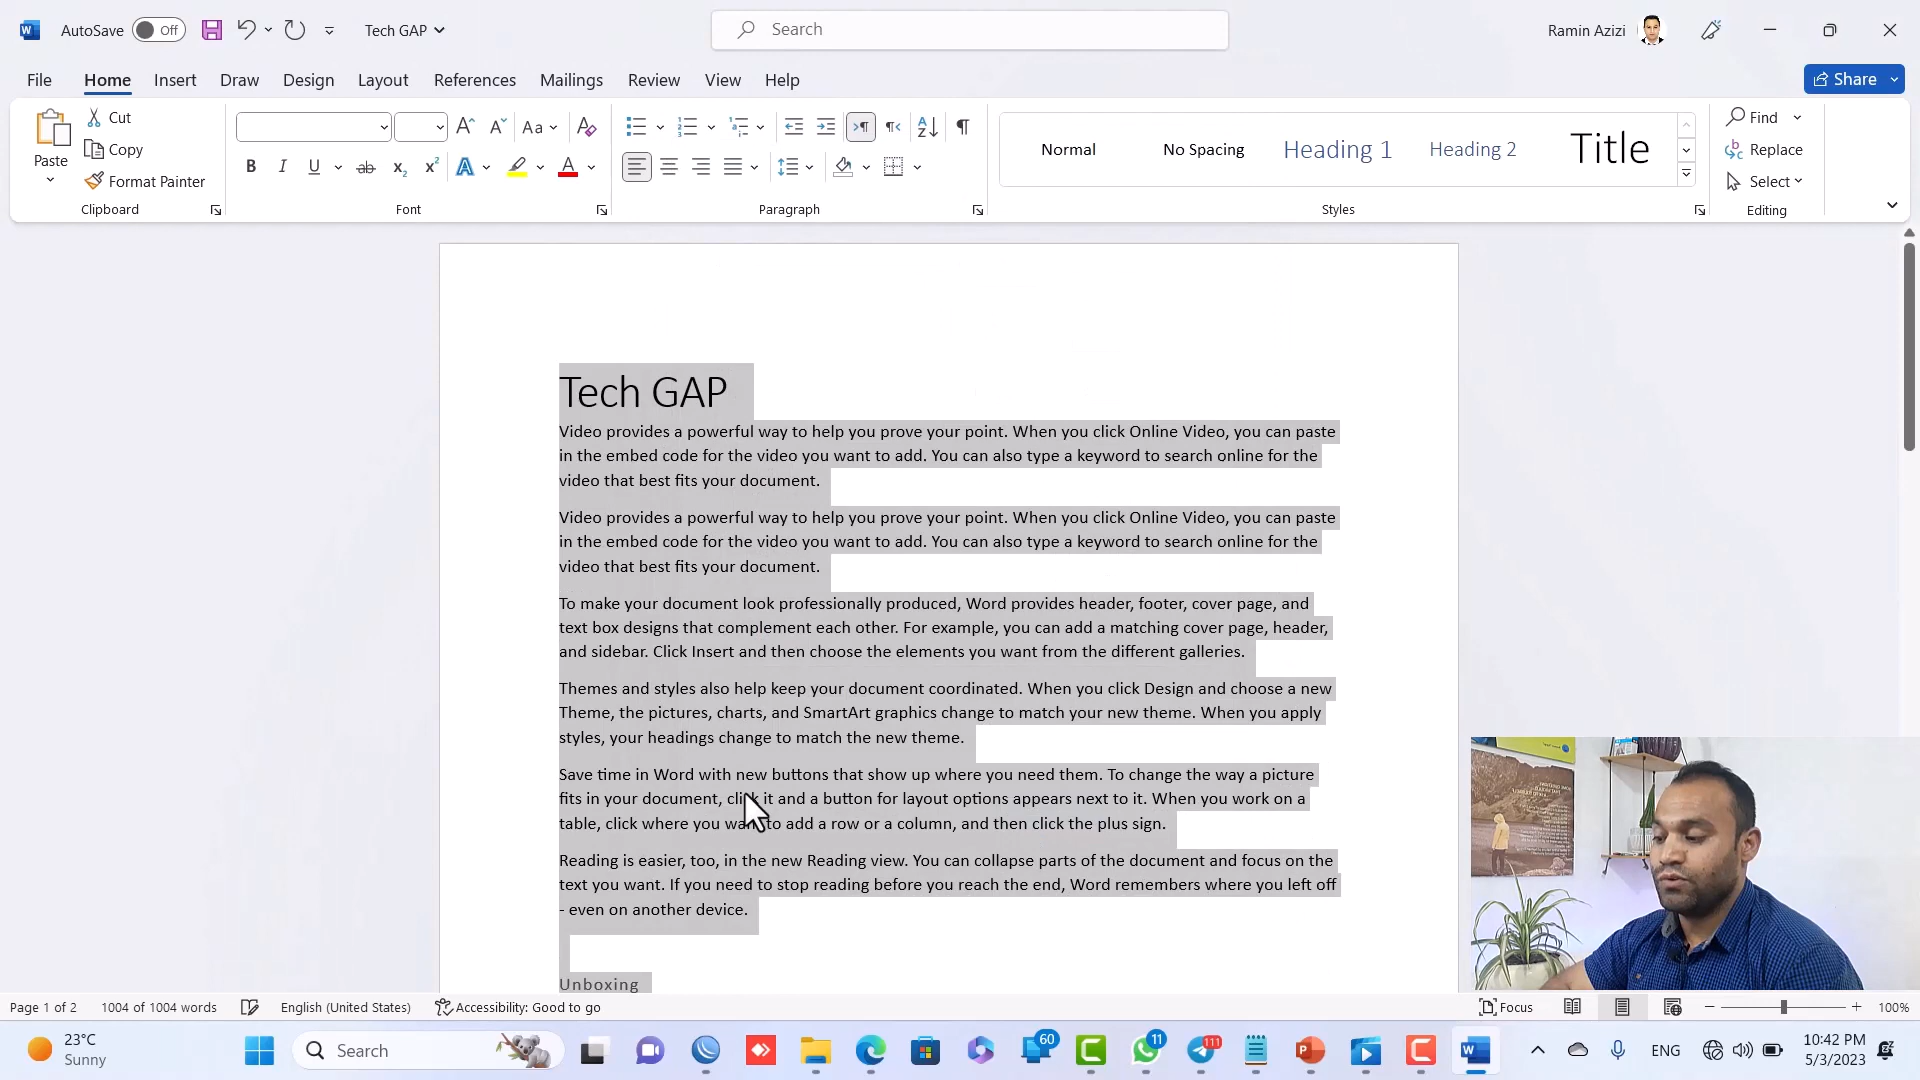 AutoSave Off Tech GAP Search Ramin Azizi
File Home Insert Draw Design Layout References Mailings Review View Help Share
Paste Cut Copy Format Painter Clipboard
Aa Font
Paragraph
Normal No Spacing Heading 1 Heading 2 Title Styles
Find Replace Select Editing
Tech GAP
Video provides a powerful way to help you prove your point. When you click Online Video, you can paste
in the embed code for the video you want to add. You can also type a keyword to search online for the
video that best fits your document.
Video provides a powerful way to help you prove your point. When you click Online Video, you can paste
in the embed code for the video you want to add. You can also type a keyword to search online for the
video that best fits your document.
To make your document look professionally produced, Word provides header, footer, cover page, and
text box designs that complement each other. For example, you can add a matching cover page, header,
and sidebar. Click Insert and then choose the elements you want from the different galleries.
Themes and styles also help keep your document coordinated. When you click Design and choose a new
Theme, the pictures, charts, and SmartArt graphics change to match your new theme. When you apply
styles, your headings change to match the new theme.
Save time in Word with new buttons that show up where you need them. To change the way a picture
fits in your document, click it and a button for layout options appears next to it. When you work on a
table, click where you want to add a row or a column, and then click the plus sign.
Reading is easier, too, in the new Reading view. You can collapse parts of the document and focus on the
text you want. If you need to stop reading before you reach the end, Word remembers where you left off
- even on another device.
Unboxing
Page 1 of 2 1004 of 1004 words English (United States) Accessibility: Good to go Focus 100%
23°C
Sunny
Search 60 11 111 ENG
10:42 PM
5/3/2023